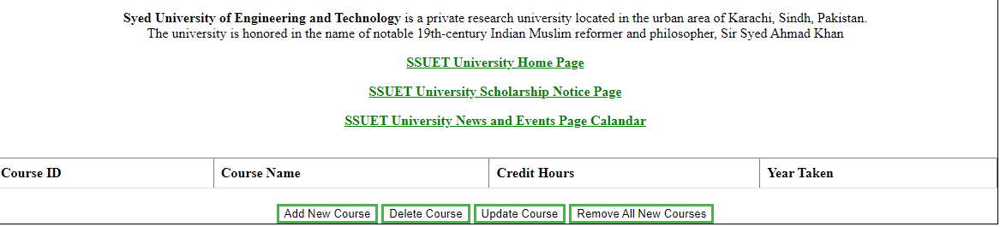 Syed University of Engineering and Technology is a private research university located in the urban area of Karachi, Sindh, Pakistan.
The university is honored in the name of notable 19th-century Indian Muslim reformer and philosopher, Sir Syed Ahmad Khan
SSUET University Home Page
SSUET University Scholarship Notice Page
SSUET University News and Events Page Calandar
Course ID Course Name Credit Hours Year Taken
Add New Course Delete Course Update Course Remove All New Courses